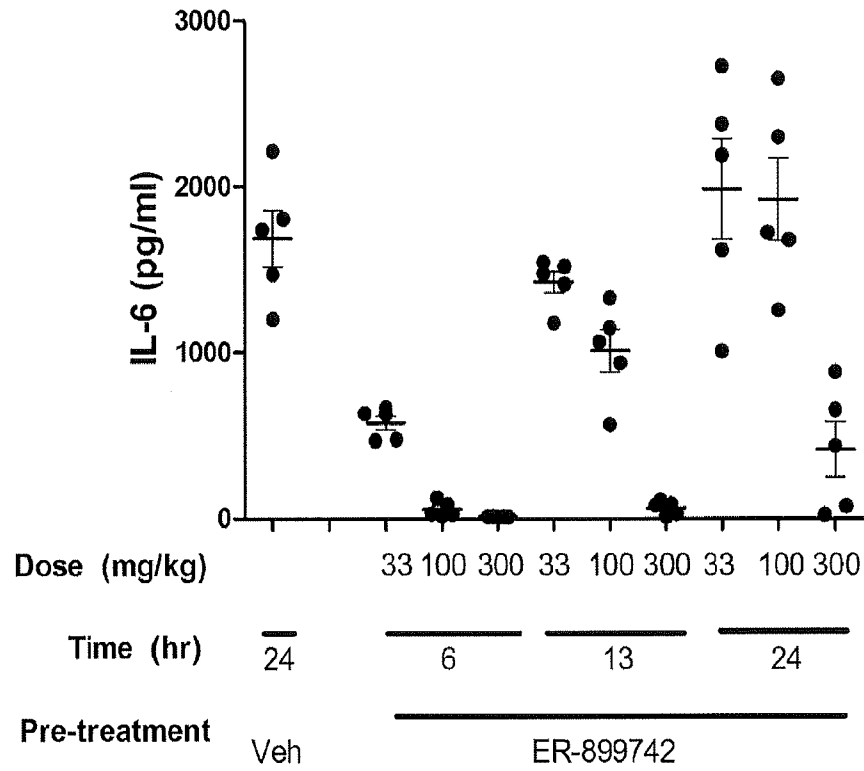 3000
2000
1000
0
IL-6 (pg/ml)
Dose (mg/kg) 33 100 300 33 100 300 33 100 300
Time (hr) 24 6 13 24
Pre-treatment Veh ER-899742